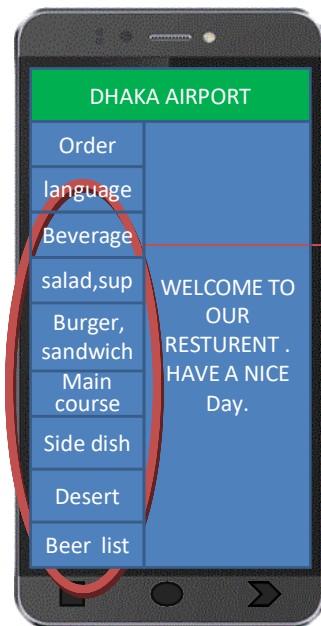 DHAKA AIRPORT
Order
language
Beverage
salad,sup
Burger,
sandwich
Main
course
Side dish
Desert
Beer list
WELCOME TO
OUR
RESTURENT .
HAVE A NICE
Day.